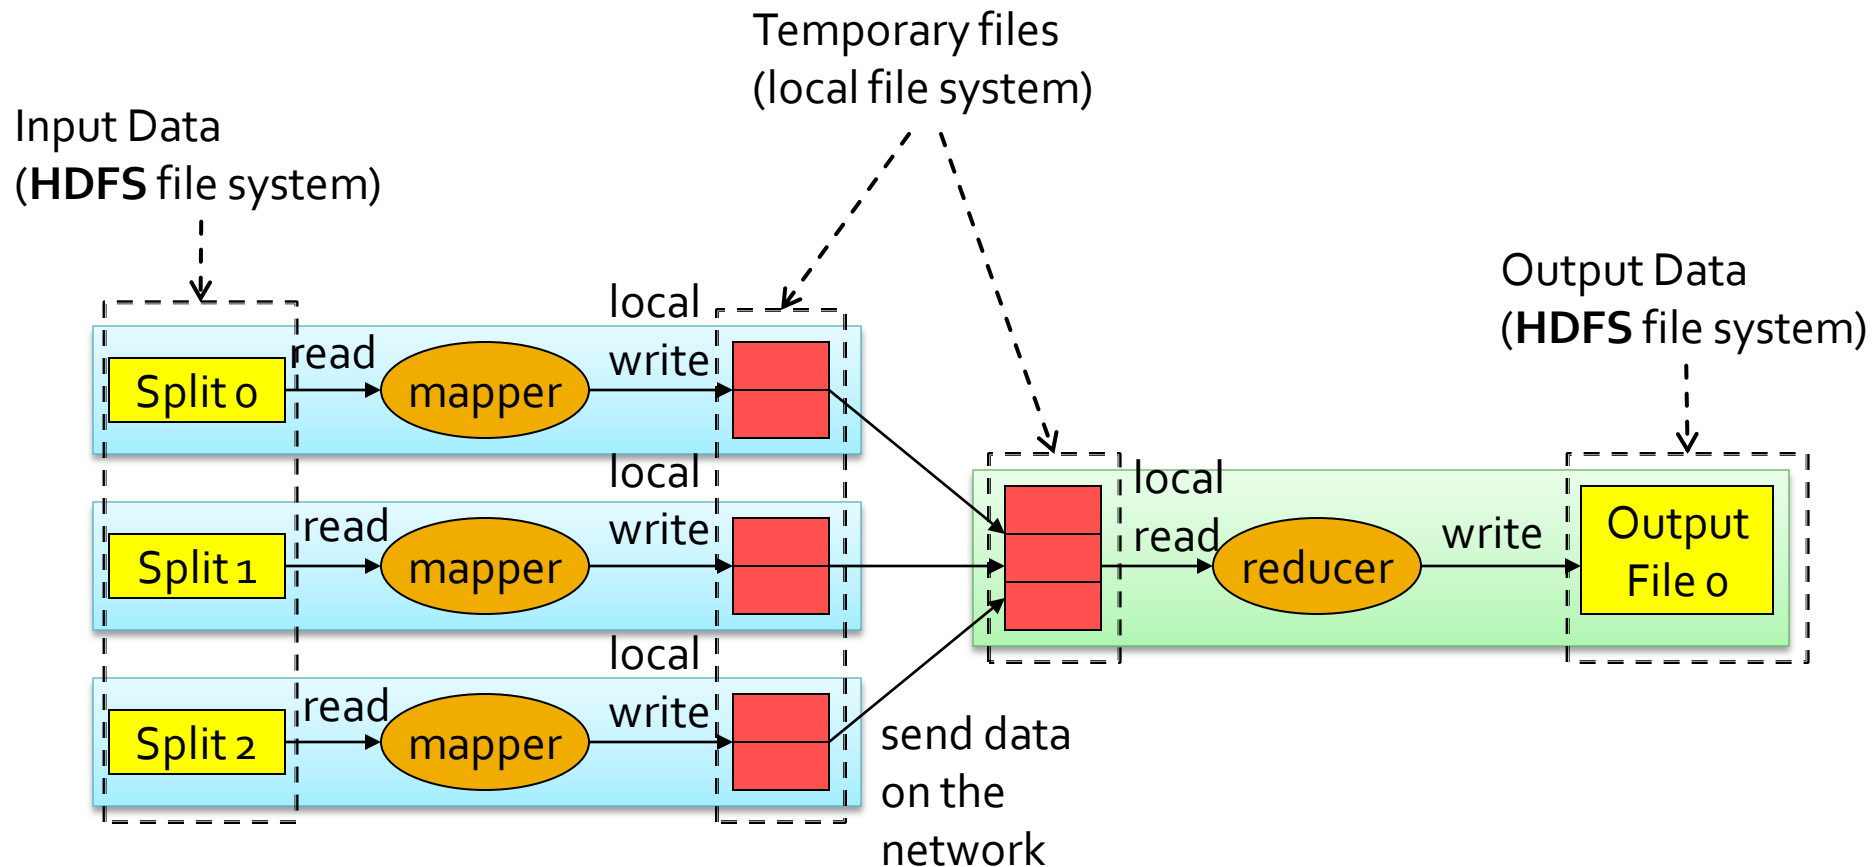 Temporary files
(local file system)
Input Data
(HDFS file system)
Output Data
(HDFS file system)
local
read
write
Split 0
mapper
local
read
write
Split 1
mapper
local
read
write
Split 2
mapper
send data
on the
network
local
read
reducer
write
Output
File 0